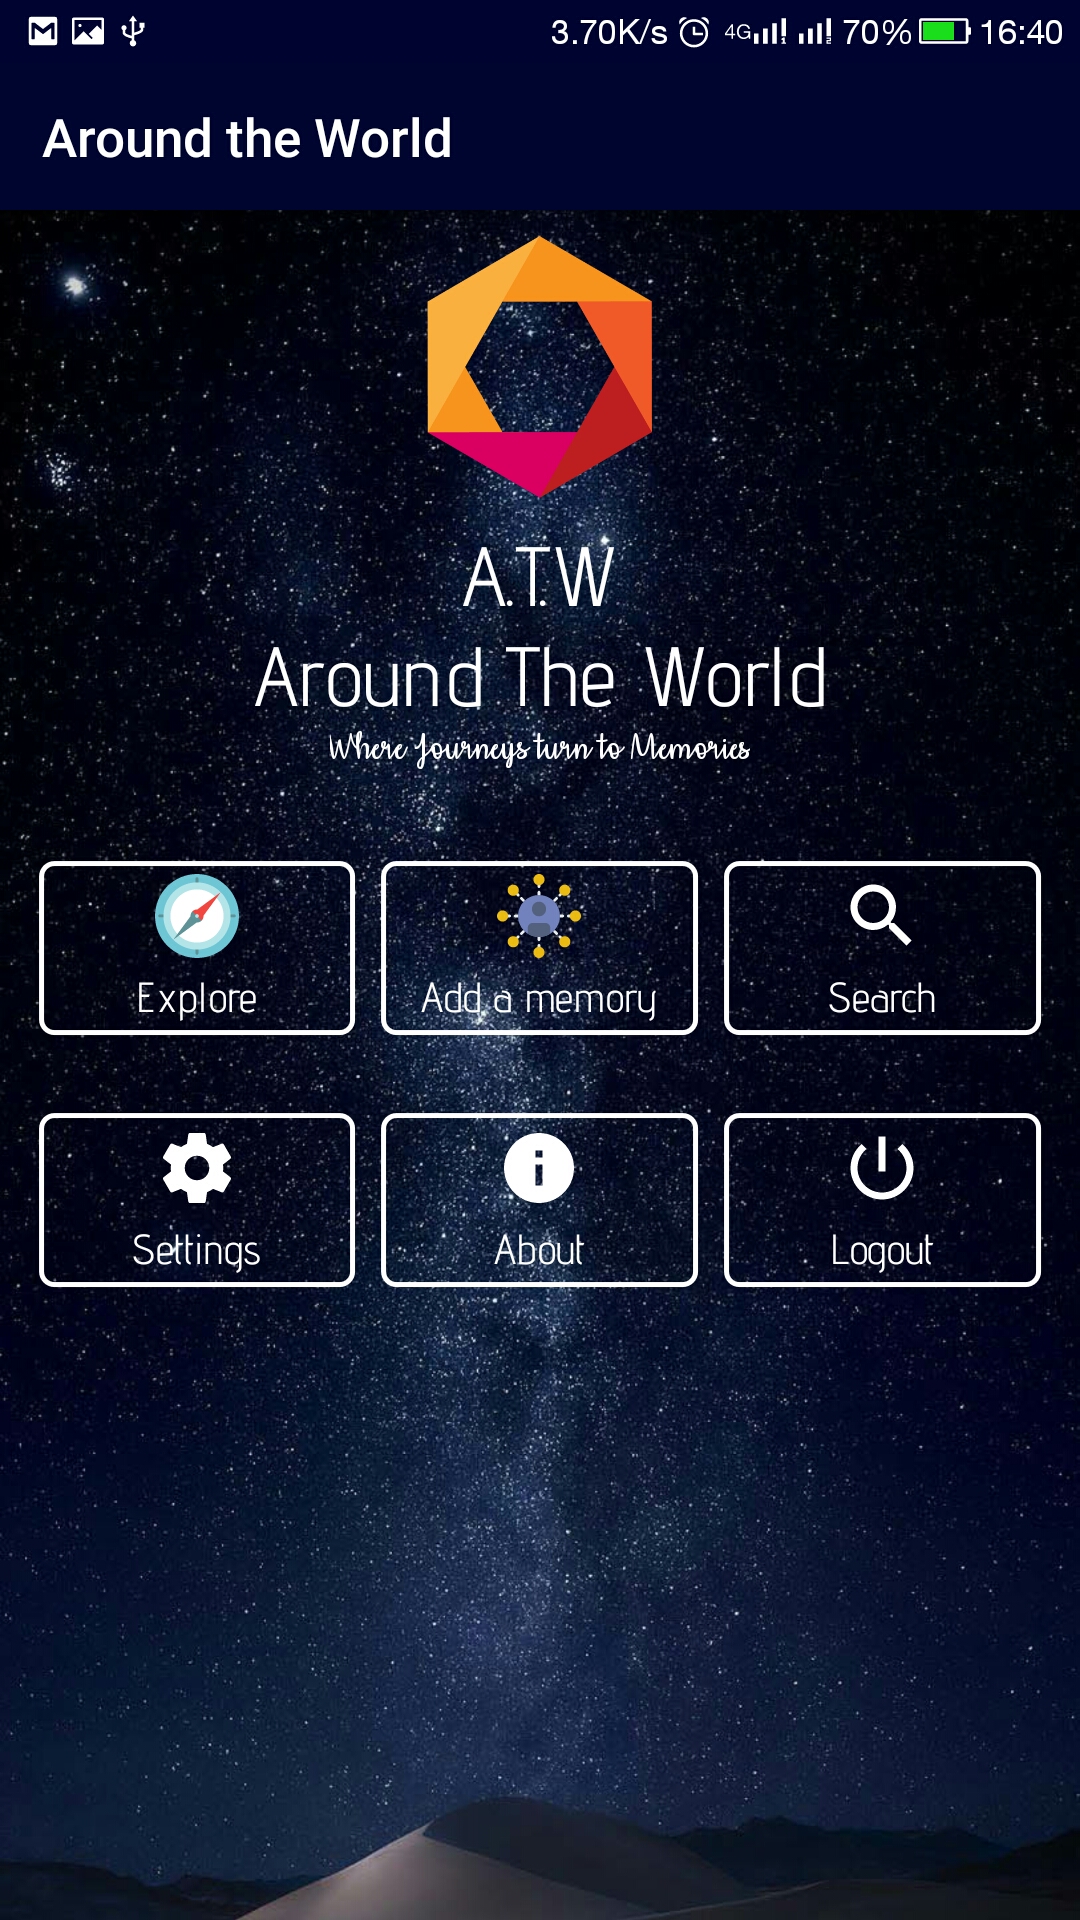 3.70K/s 4G 70% 16:40
Around the World
A.T.W
Around The World
Where Journeys turn to Memories
Explore Add a memory Search
Settings About Logout